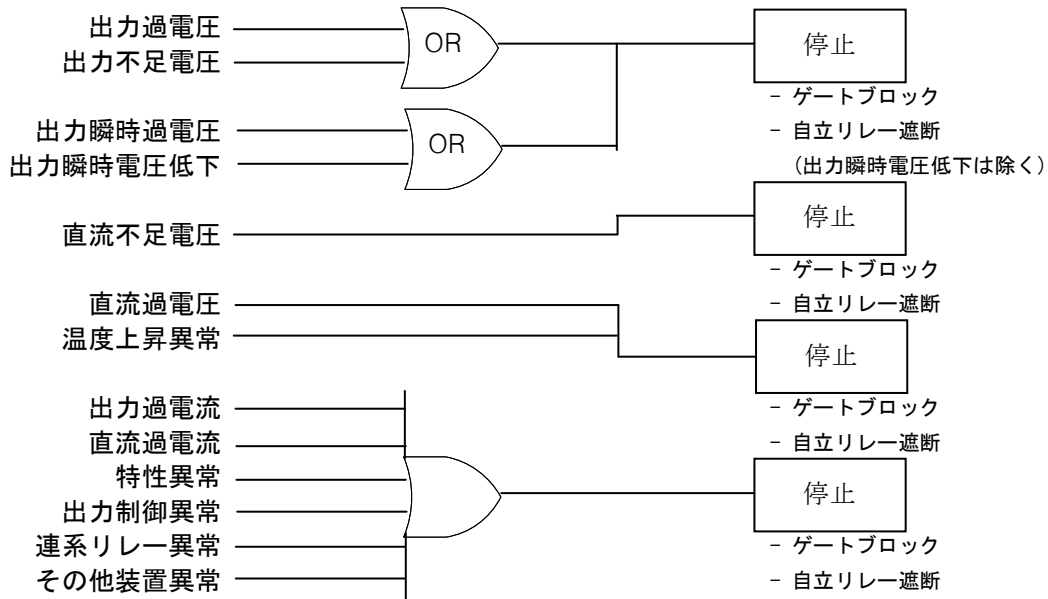 出力過電圧
出力不足電圧
OR
停止
- ゲートブロック
- 自立リレー遮断
(出力瞬時電圧低下は除く)
出力瞬時過電圧
出力瞬時電圧低下
OR
直流不足電圧
停止
- ゲートブロック
- 自立リレー遮断
直流過電圧
温度上昇異常
停止
- ゲートブロック
- 自立リレー遮断
出力過電流
直流過電流
特性異常
出力制御異常
連系リレー異常
その他装置異常
停止
- ゲートブロック
- 自立リレー遮断